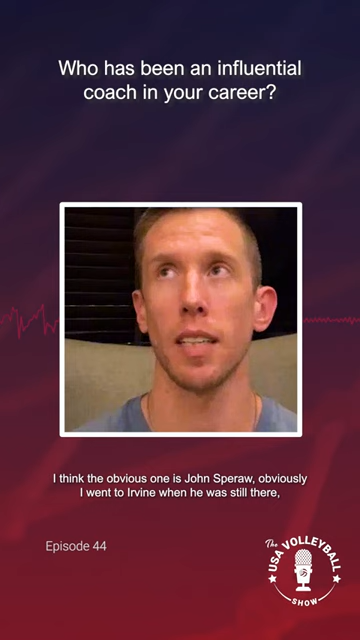 Who has been an influential
coach in your career?
I think the obvious one is John Speraw, obviously
I went to Irvine when he was still there,
Episode 44
The
USA VOLLEYBALL
SHOW